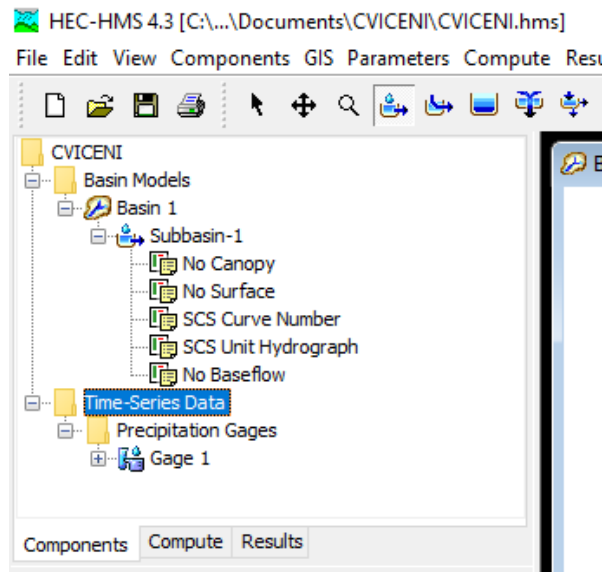 HEC-HMS 4.3 [C:\...\Documents\CVICENI\CVICENI.hms]
File Edit View Components GIS Parameters Compute Resu
CVICENI
Basin Models
Basin 1
Subbasin-1
No Canopy
No Surface
SCS Curve Number
SCS Unit Hydrograph
No Baseflow
Time-Series Data
Precipitation Gages
Gage 1
Components Compute Results